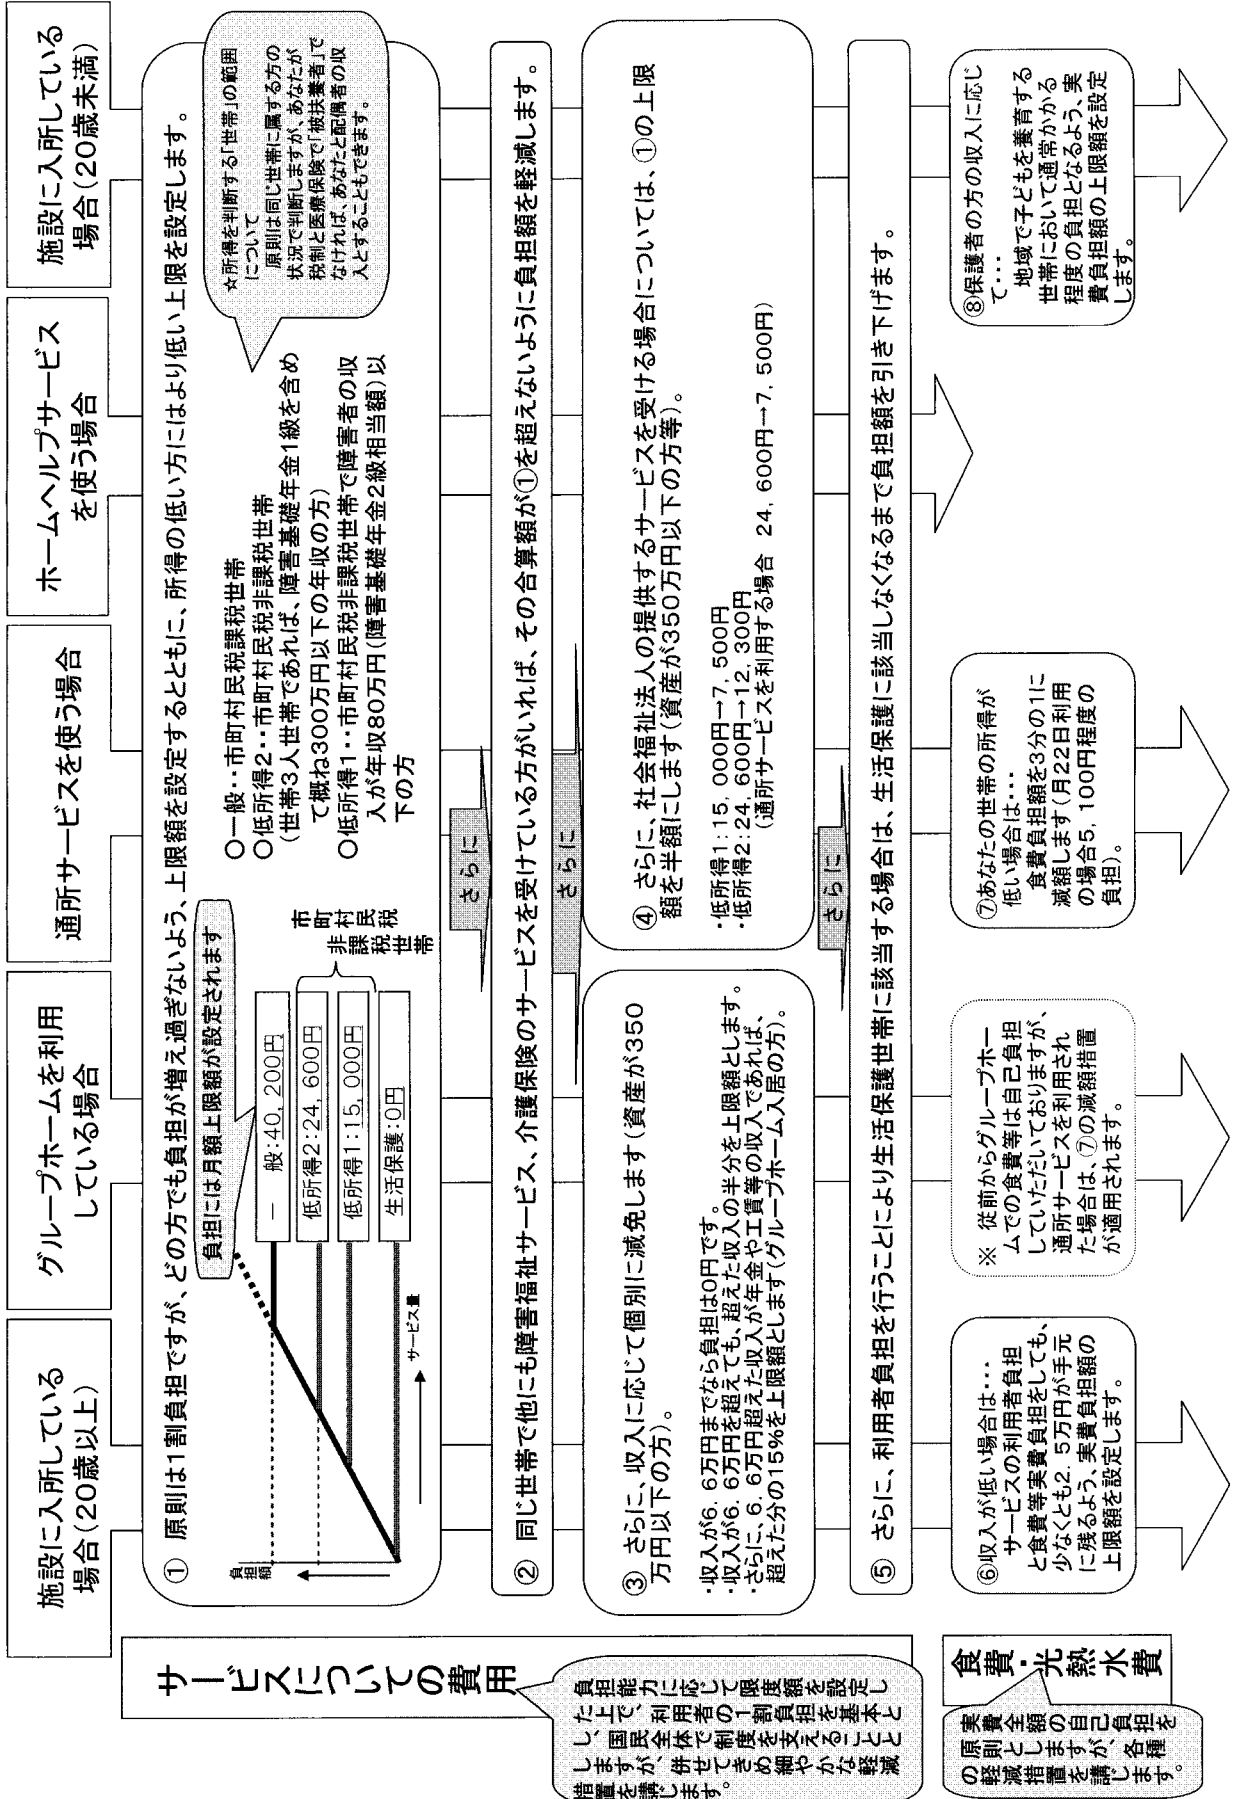 施設に入所している
場合（20歳以上）
グループホームを利用
している場合
通所サービスを使う場合
ホームヘルプサービス
を使う場合
施設に入所している
場合（20歳未満）
サービスについての費用
負担能力に応じて限度額を設定し
た上で、利用者の1割負担を基本と
し、国民全体で制度を支えることと
しますが、併せてきめ細やかな軽減
措置を講じます。
① 原則は1割負担ですが、どの方でも負担が増え過ぎないよう、上限額を設定するとともに、所得の低い方にはより低い上限を設定します。
負担額
サービス量
負担には月額上限額が設定されます
一　般：40，200円
低所得2：24，600円
低所得1：15，000円
生活保護：0円
市町村民税
非課税世帯
○一般・・市町村民税課税世帯
○低所得2・・市町村民税非課税世帯
（世帯3人世帯であれば、障害基礎年金1級を含め
て概ね300万円以下の年収の方）
○低所得1・・市町村民税非課税世帯で障害者の収
入が年収80万円（障害基礎年金2級相当額）以
下の方
☆所得を判断する「世帯」の範囲
について
原則は同じ世帯に属する方の
状況で判断しますが、あなたが
税制と医療保険で「被扶養者」で
なければ、あなたと配偶者の収
入とすることもできます。
さらに
② 同じ世帯で他にも障害福祉サービス、介護保険のサービスを受けている方がいれば、その合算額が①を超えないように負担額を軽減します。
さらに
③ さらに、収入に応じて個別に減免します（資産が350
万円以下の方）。
・収入が6．6万円までなら負担は0円です。
・収入が6．6万円を超えても、超えた収入の半分を上限額とします。
・さらに、6．6万円超えた収入が年金や工賃等の収入であれば、
超えた分の15%を上限額とします（グループホーム入居の方）。
④ さらに、社会福祉法人の提供するサービスを受ける場合については、①の上限
額を半額にします（資産が350万円以下の方等）。
・低所得1：15，000円→7，500円
・低所得2：24，600円→12，300円
（通所サービスを利用する場合　24，600円→7，500円）
さらに
⑤ さらに、利用者負担を行うことにより生活保護世帯に該当する場合は、生活保護に該当しなくなるまで負担額を引き下げます。
食費・光熱水費
実費全額の自己負担を
の原則としますが、各種
軽減措置を講じます。
⑥収入が低い場合は・・・
サービスの利用者負担
と食費等実費負担をしても、
少なくとも2．5万円が手元
に残るよう、実費負担額の
上限額を設定します。
※ 従前からグループホー
ムでの食費等は自己負担
していただいておりますが、
通所サービスを利用され
た場合は、⑦の減額措置
が適用されます。
⑦あなたの世帯の所得が
低い場合は・・・
食費負担額を3分の1に
減額します（月22日利用
の場合5，100円程度の
負担）。
⑧保護者の方の収入に応じ
て・・・
地域で子どもを養育する
世帯において通常かかる
程度の負担となるよう、実
費負担額の上限額を設定
します。